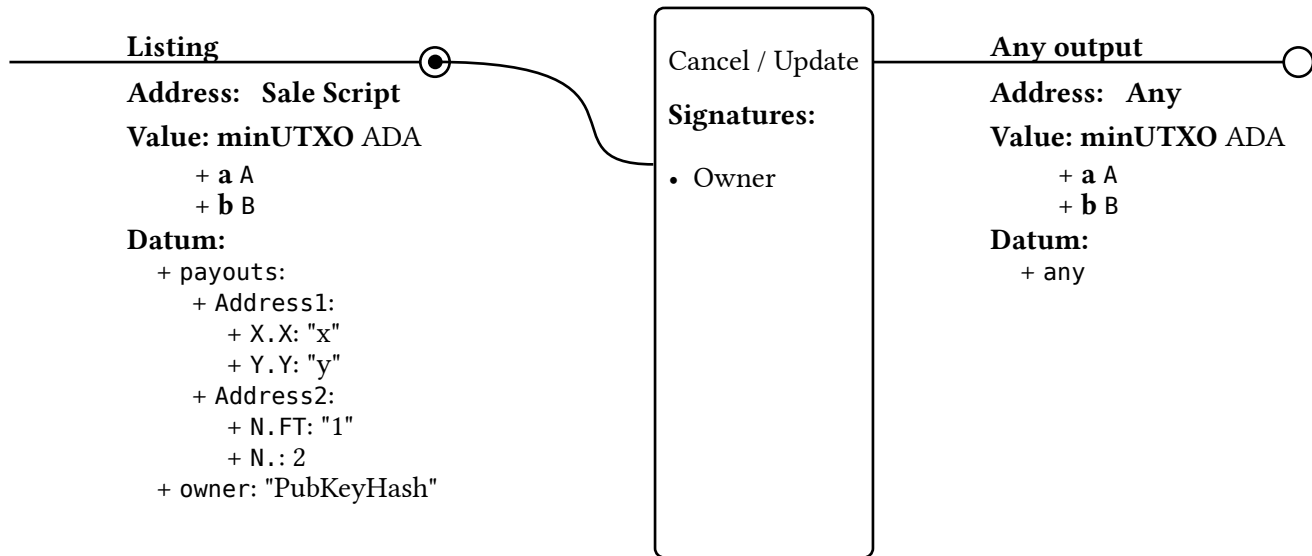 Listing
Address: Sale Script
Value: minUTXO ADA
+ a A
+ b B
Datum:
+ payouts:
+ Address1:
+ X.X: "x"
+ Y.Y: "y"
+ Address2:
+ N.FT: "1"
+ N.: 2
+ owner: "PubKeyHash"
Cancel / Update
Signatures:
• Owner
Any output
Address: Any
Value: minUTXO ADA
+ a A
+ b B
Datum:
+ any